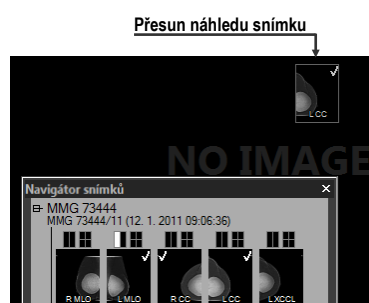 Přesun náhledu snímku
L CC
NO IMAGE
Navigátor snímků
MMG 73444
MMG 73444/11 (12. 1. 2011 09:06:36)
R MLO L MLO R CC L CC L XCCL